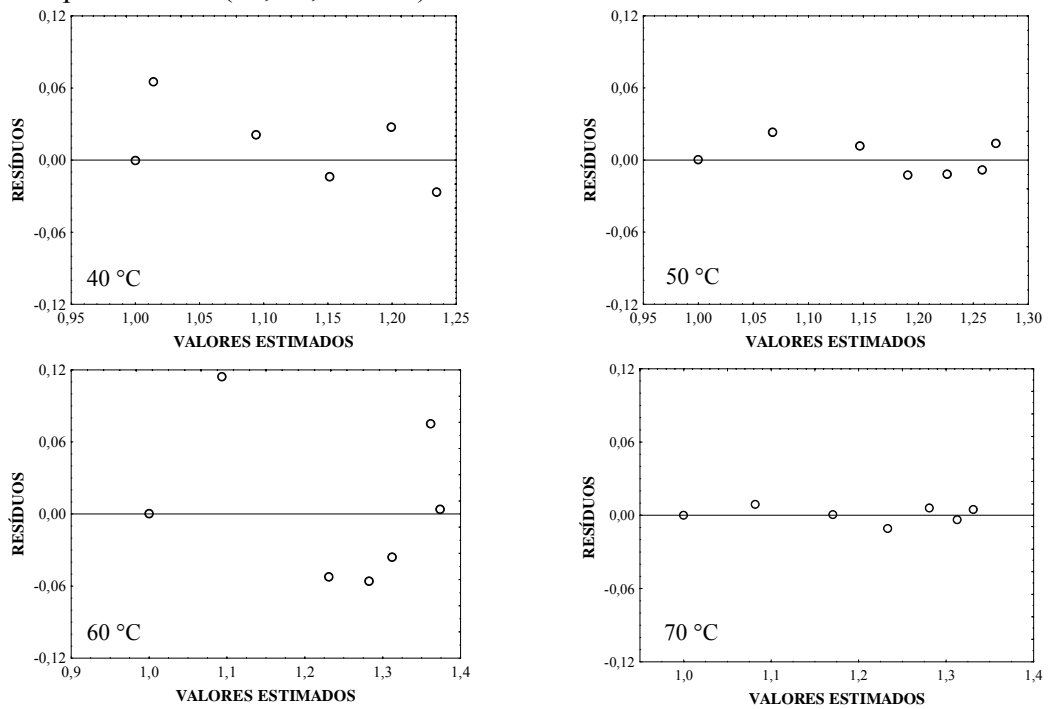 0,12
0,06
0,00
-0,06
-0,12
RESÍDUOS
40 °C
0,95 1,00 1,05 1,10 1,15 1,20 1,25
VALORES ESTIMADOS
0,12
0,06
0,00
-0,06
-0,12
RESÍDUOS
50 °C
0,95 1,00 1,05 1,10 1,15 1,20 1,25 1,30
VALORES ESTIMADOS
0,12
0,06
0,00
-0,06
-0,12
RESÍDUOS
60 °C
0,9 1,0 1,1 1,2 1,3 1,4
VALORES ESTIMADOS
0,12
0,06
0,00
-0,06
-0,12
RESÍDUOS
70 °C
1,0 1,1 1,2 1,3 1,4
VALORES ESTIMADOS